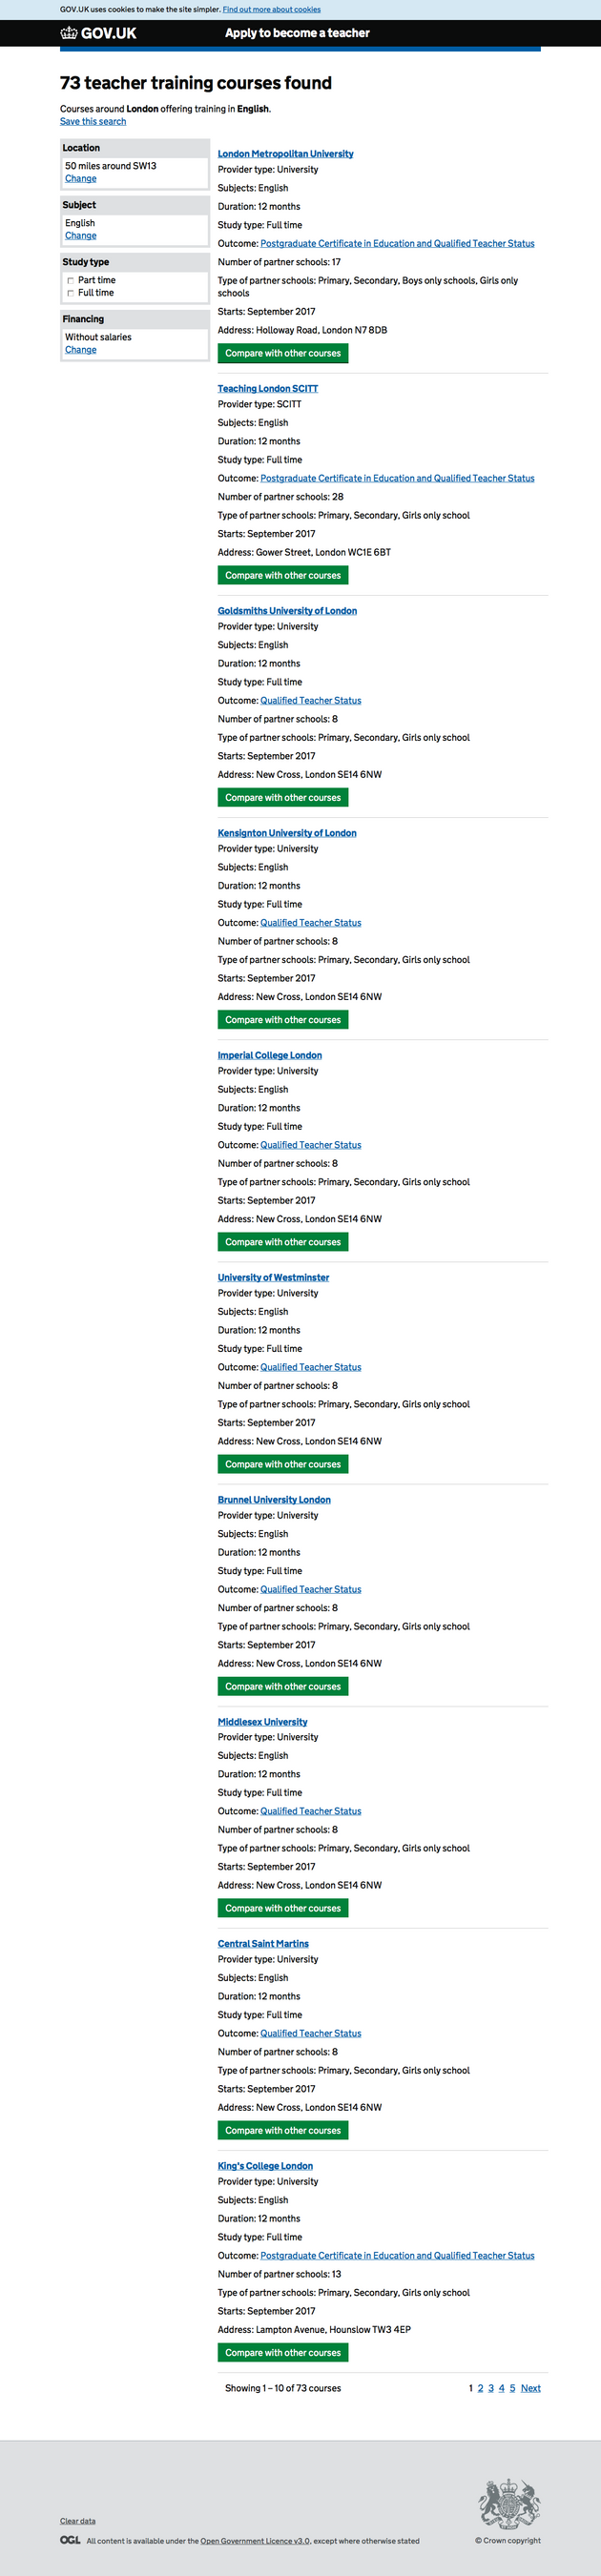 GOV.UK uses cookies to make the site simpler. Find out more about cookies
GOV.UK
Apply to become a teacher
73 teacher training courses found
Courses around London offering training in English.
Save this search
Location
50 miles around SW13
Change
Subject
English
Change
Study type
Part time
Full time
Financing
Without salaries
Change
London Metropolitan University
Provider type: University
Subjects: English
Duration: 12 months
Study type: Full time
Outcome: Postgraduate Certificate in Education and Qualified Teacher Status
Number of partner schools: 17
Type of partner schools: Primary, Secondary, Boys only schools, Girls only
schools
Starts: September 2017
Address: Holloway Road, London N7 8DB
Compare with other courses
Teaching London SCITT
Provider type: SCITT
Subjects: English
Duration: 12 months
Study type: Full time
Outcome: Postgraduate Certificate in Education and Qualified Teacher Status
Number of partner schools: 28
Type of partner schools: Primary, Secondary, Girls only school
Starts: September 2017
Address: Gower Street, London WC1E 6BT
Compare with other courses
Goldsmiths University of London
Provider type: University
Subjects: English
Duration: 12 months
Study type: Full time
Outcome: Qualified Teacher Status
Number of partner schools: 8
Type of partner schools: Primary, Secondary, Girls only school
Starts: September 2017
Address: New Cross, London SE14 6NW
Compare with other courses
Kensignton University of London
Provider type: University
Subjects: English
Duration: 12 months
Study type: Full time
Outcome: Qualified Teacher Status
Number of partner schools: 8
Type of partner schools: Primary, Secondary, Girls only school
Starts: September 2017
Address: New Cross, London SE14 6NW
Compare with other courses
Imperial College London
Provider type: University
Subjects: English
Duration: 12 months
Study type: Full time
Outcome: Qualified Teacher Status
Number of partner schools: 8
Type of partner schools: Primary, Secondary, Girls only school
Starts: September 2017
Address: New Cross, London SE14 6NW
Compare with other courses
University of Westminster
Provider type: University
Subjects: English
Duration: 12 months
Study type: Full time
Outcome: Qualified Teacher Status
Number of partner schools: 8
Type of partner schools: Primary, Secondary, Girls only school
Starts: September 2017
Address: New Cross, London SE14 6NW
Compare with other courses
Brunnel University London
Provider type: University
Subjects: English
Duration: 12 months
Study type: Full time
Outcome: Qualified Teacher Status
Number of partner schools: 8
Type of partner schools: Primary, Secondary, Girls only school
Starts: September 2017
Address: New Cross, London SE14 6NW
Compare with other courses
Middlesex University
Provider type: University
Subjects: English
Duration: 12 months
Study type: Full time
Outcome: Qualified Teacher Status
Number of partner schools: 8
Type of partner schools: Primary, Secondary, Girls only school
Starts: September 2017
Address: New Cross, London SE14 6NW
Compare with other courses
Central Saint Martins
Provider type: University
Subjects: English
Duration: 12 months
Study type: Full time
Outcome: Qualified Teacher Status
Number of partner schools: 8
Type of partner schools: Primary, Secondary, Girls only school
Starts: September 2017
Address: New Cross, London SE14 6NW
Compare with other courses
King's College London
Provider type: University
Subjects: English
Duration: 12 months
Study type: Full time
Outcome: Postgraduate Certificate in Education and Qualified Teacher Status
Number of partner schools: 13
Type of partner schools: Primary, Secondary, Girls only school
Starts: September 2017
Address: Lampton Avenue, Hounslow TW3 4EP
Compare with other courses
Showing 1 – 10 of 73 courses
1 2 3 4 5 Next
Clear data
OGL All content is available under the Open Government Licence v3.0, except where otherwise stated
© Crown copyright